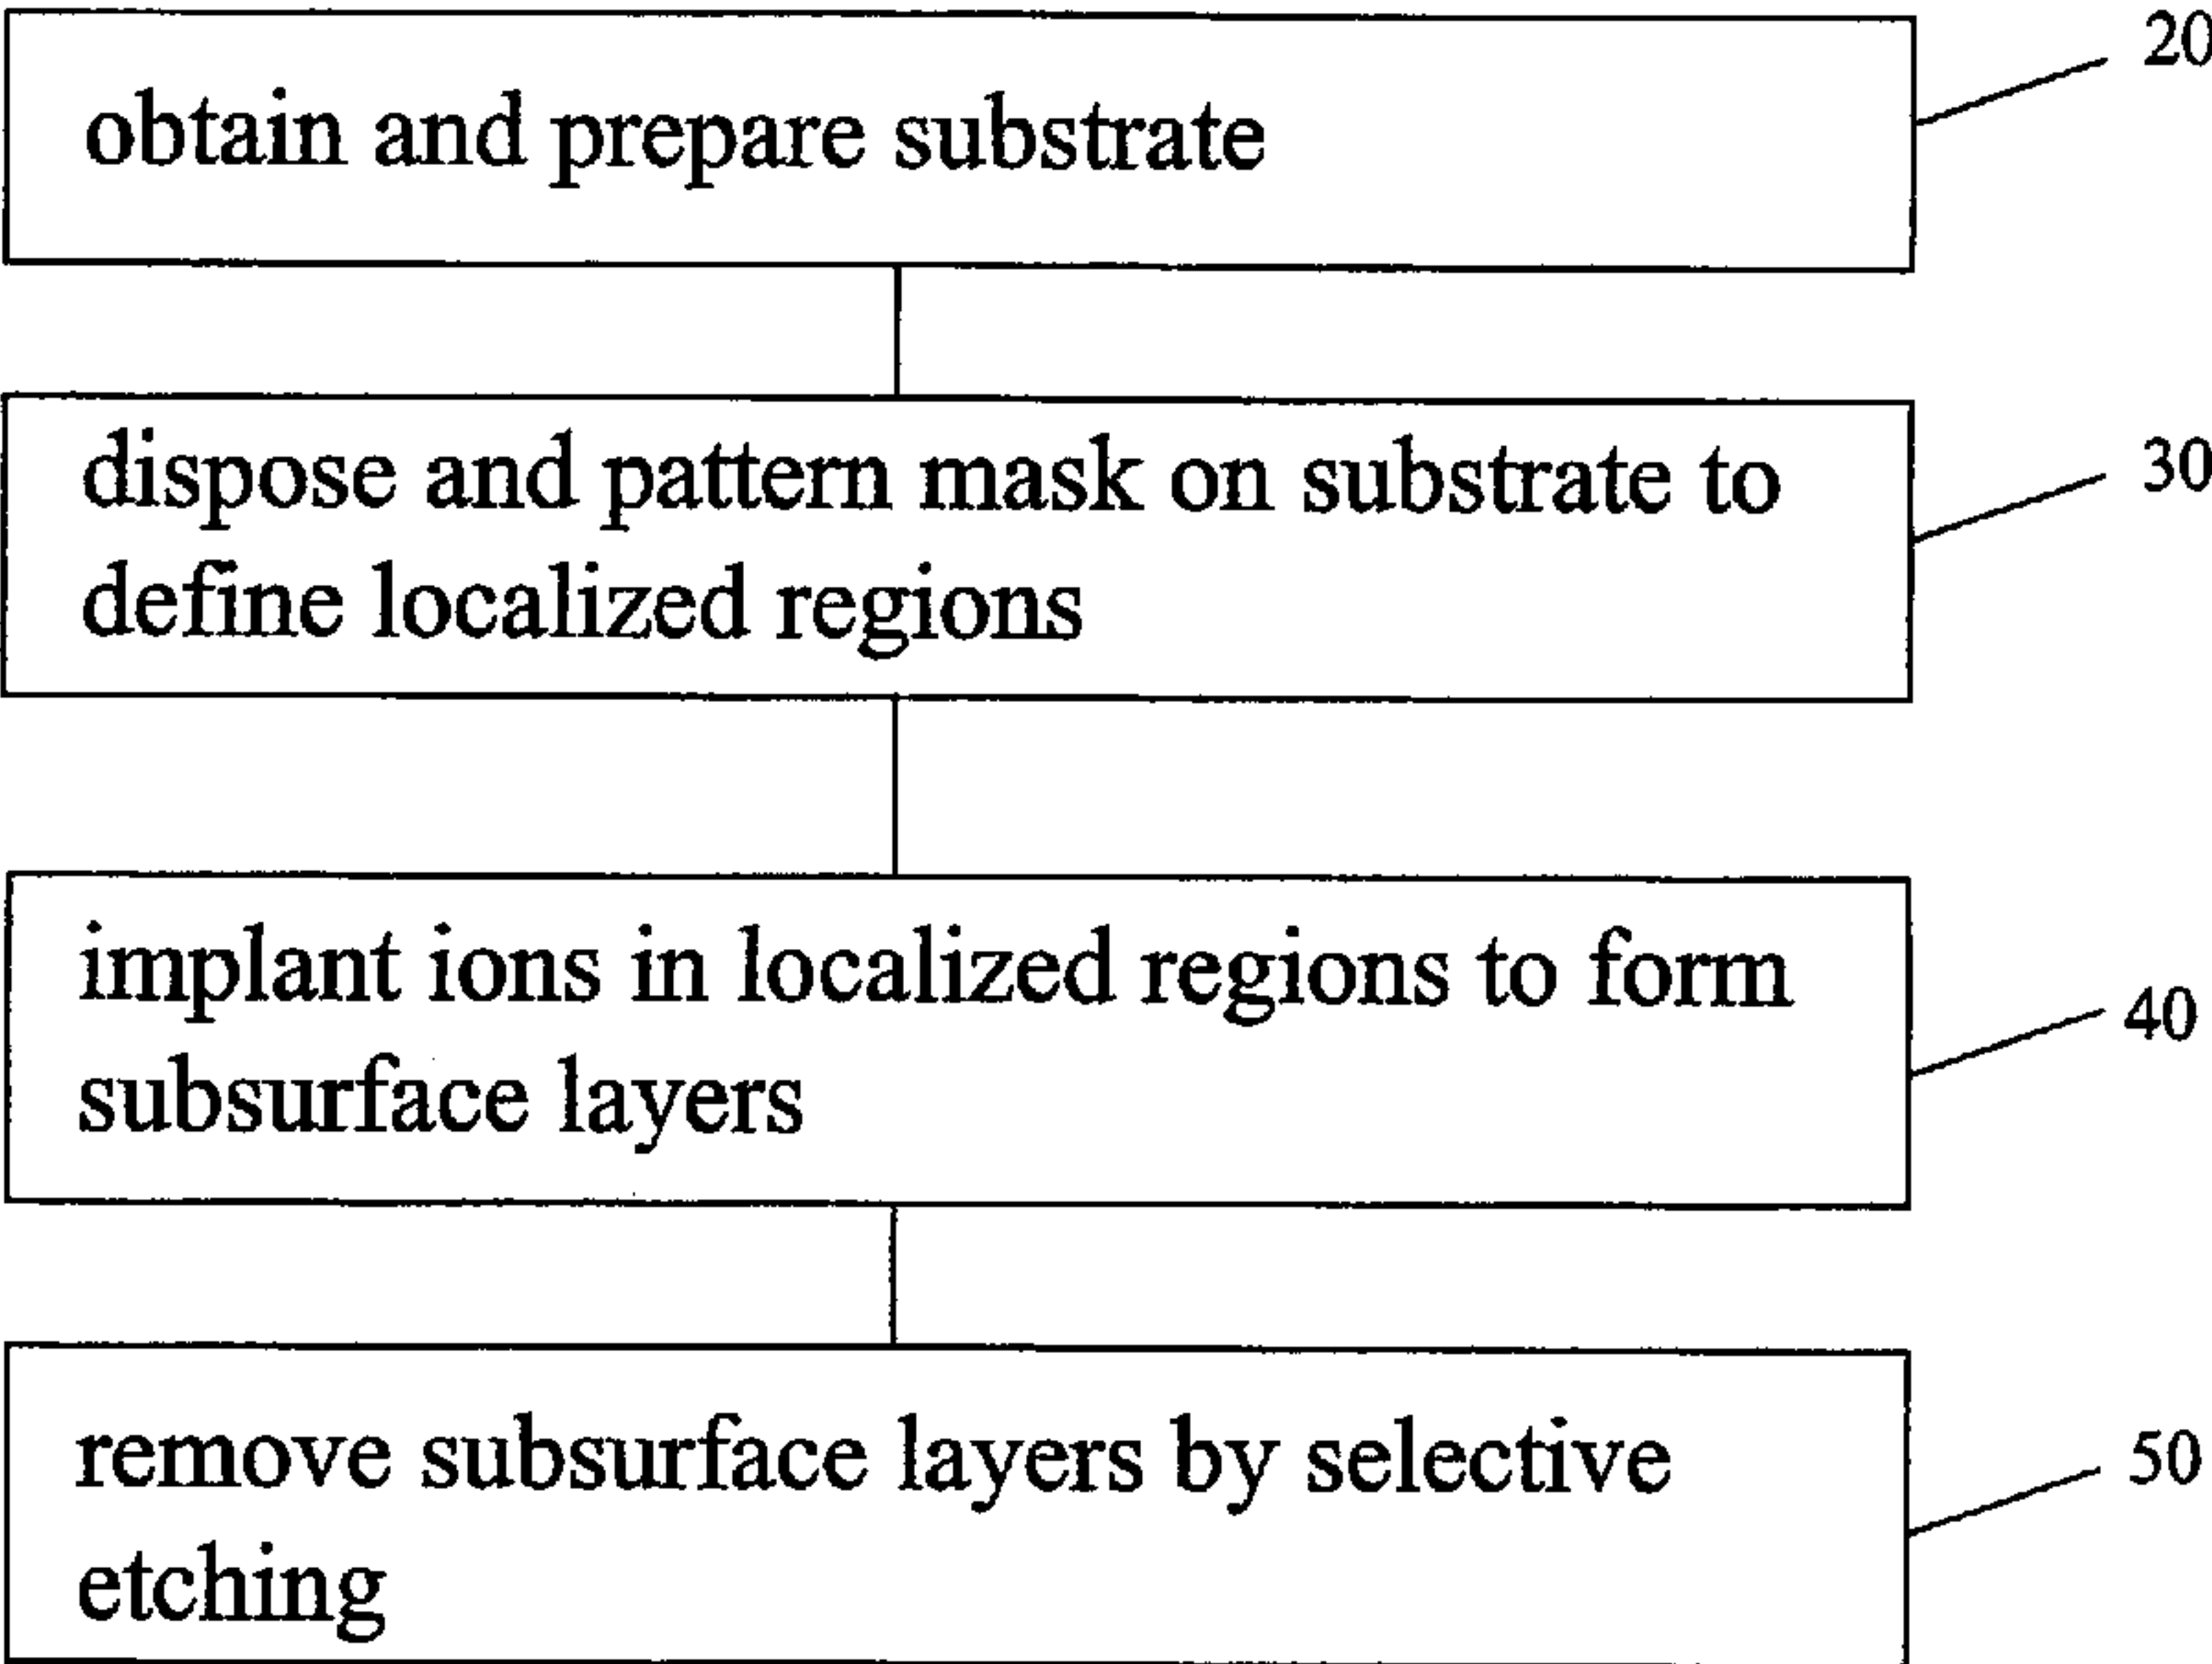 obtain and prepare substrate
20
dispose and pattern mask on substrate to
define localized regions
30
implant ions in localized regions to form
subsurface layers
40
remove subsurface layers by selective
etching
50